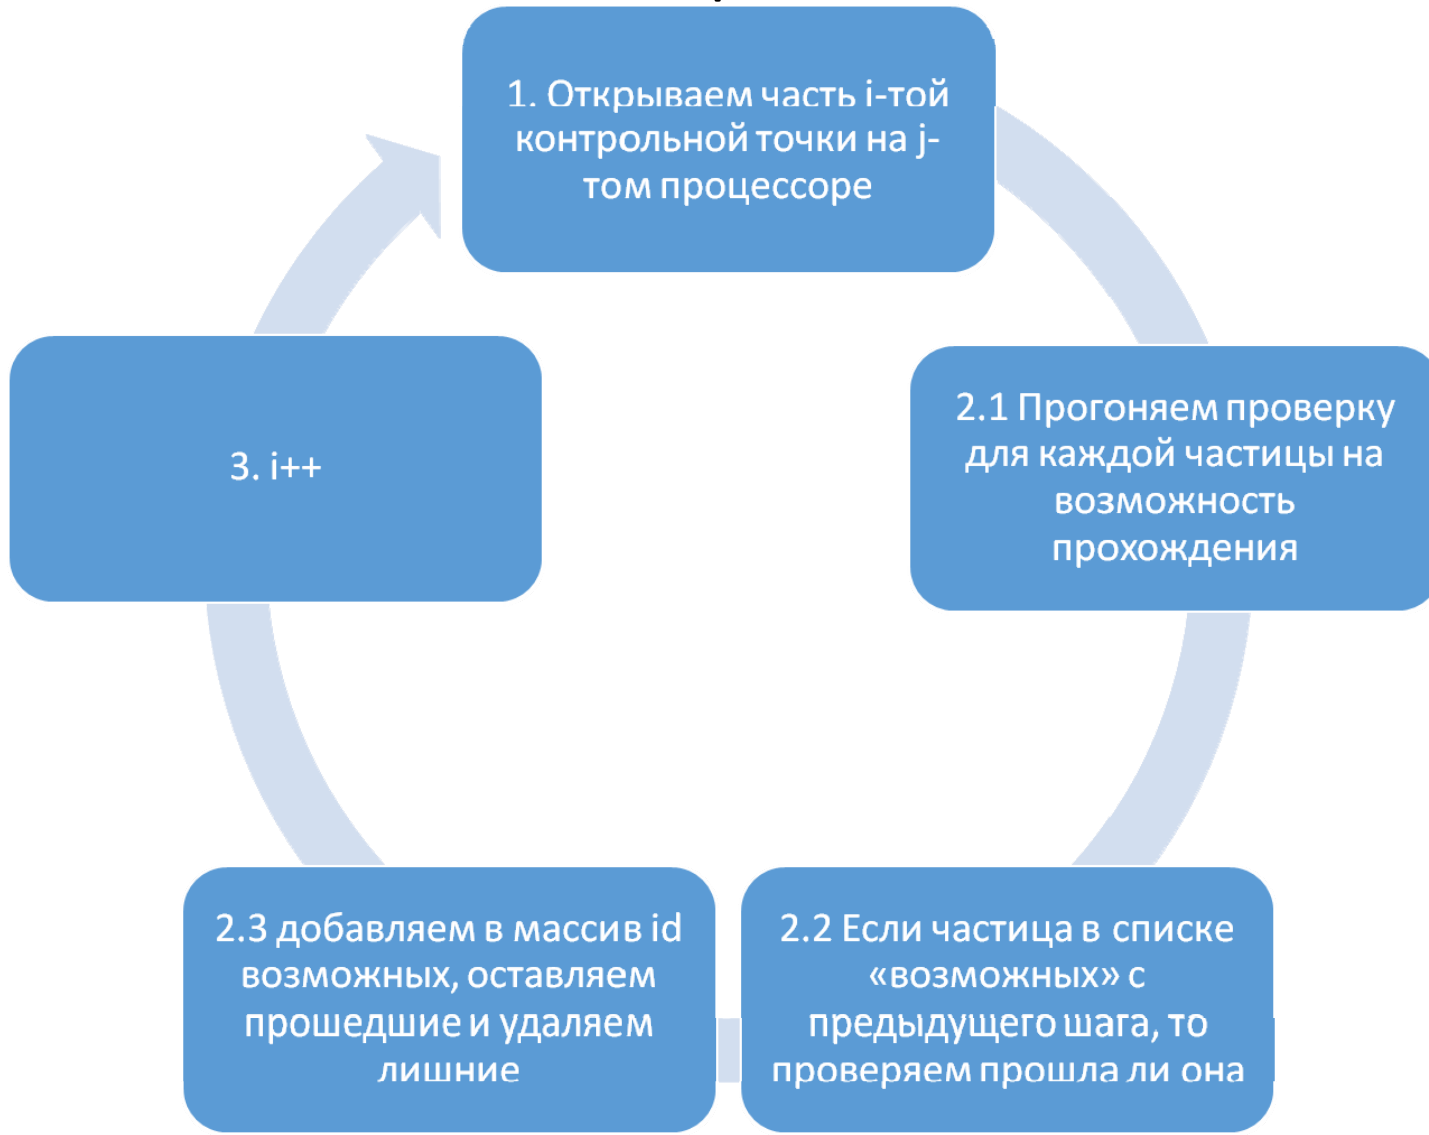 1. Открываем часть i-той
контрольной точки на j-
том процессоре
2.1 Прогоняем проверку
для каждой частицы на
возможность
прохождения
2.2 Если частица в списке
«возможных» с
предыдущего шага, то
проверяем прошла ли она
2.3 добавляем в массив id
возможных, оставляем
прошедшие и удаляем
лишние
3. i++